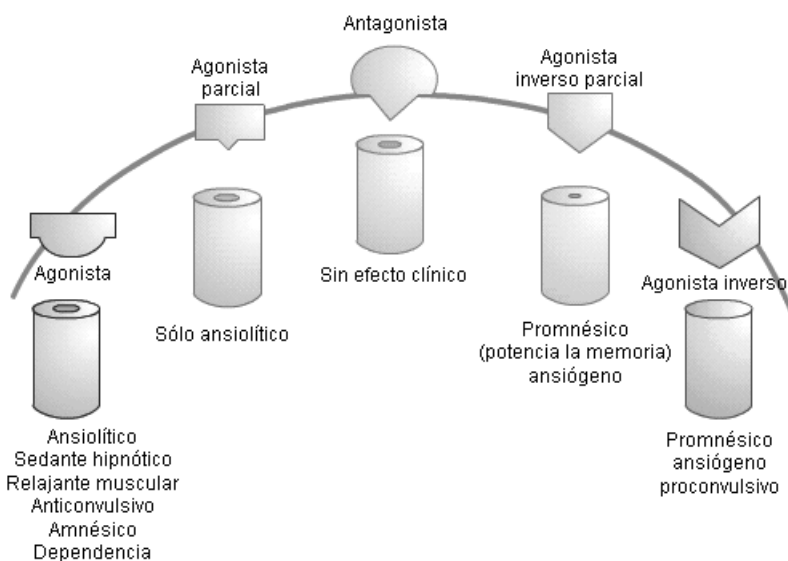 Antagonista
Agonista
parcial
Agonista
inverso parcial
Agonista
Sin efecto clínico
Agonista inverso
Sólo ansiolítico
Promnésico
(potencia la memoria)
ansiógeno
Ansiolítico
Sedante hipnótico
Relajante muscular
Anticonvulsivo
Amnésico
Dependencia
Promnésico
ansiógeno
proconvulsivo